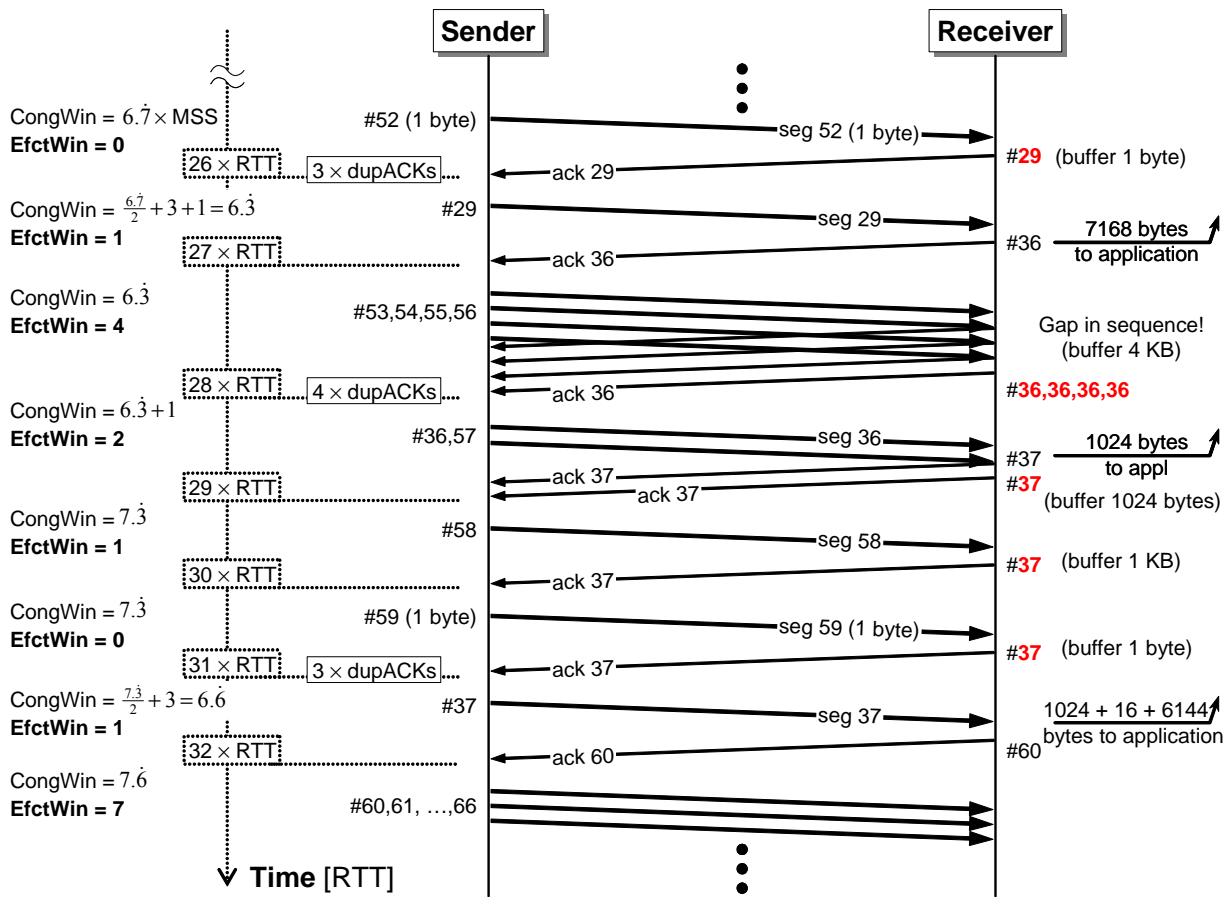 Sender
Receiver
CongWin = 6.7̇ × MSS
EfctWin = 0
#52 (1 byte)
seg 52 (1 byte)
#29 (buffer 1 byte)
26 × RTT
3 × dupACKs
ack 29
CongWin = 6.7̇/2 + 3 + 1 = 6.3̇
EfctWin = 1
#29
seg 29
#36
7168 bytes
to application
27 × RTT
ack 36
CongWin = 6.3̇
EfctWin = 4
#53,54,55,56
Gap in sequence!
(buffer 4 KB)
28 × RTT
4 × dupACKs
ack 36
#36,36,36,36
CongWin = 6.3̇ +1
EfctWin = 2
#36,57
seg 36
#37
1024 bytes
to appl
29 × RTT
ack 37
ack 37
#37
(buffer 1024 bytes)
CongWin = 7.3̇
EfctWin = 1
#58
seg 58
30 × RTT
ack 37
#37 (buffer 1 KB)
CongWin = 7.3̇
EfctWin = 0
#59 (1 byte)
seg 59 (1 byte)
31 × RTT
3 × dupACKs
ack 37
#37 (buffer 1 byte)
CongWin = 7.3̇/2 + 3 = 6.6̇
EfctWin = 1
#37
seg 37
1024 + 16 + 6144
bytes to application
32 × RTT
ack 60
#60
CongWin = 7.6̇
EfctWin = 7
#60,61, …,66
Time [RTT]